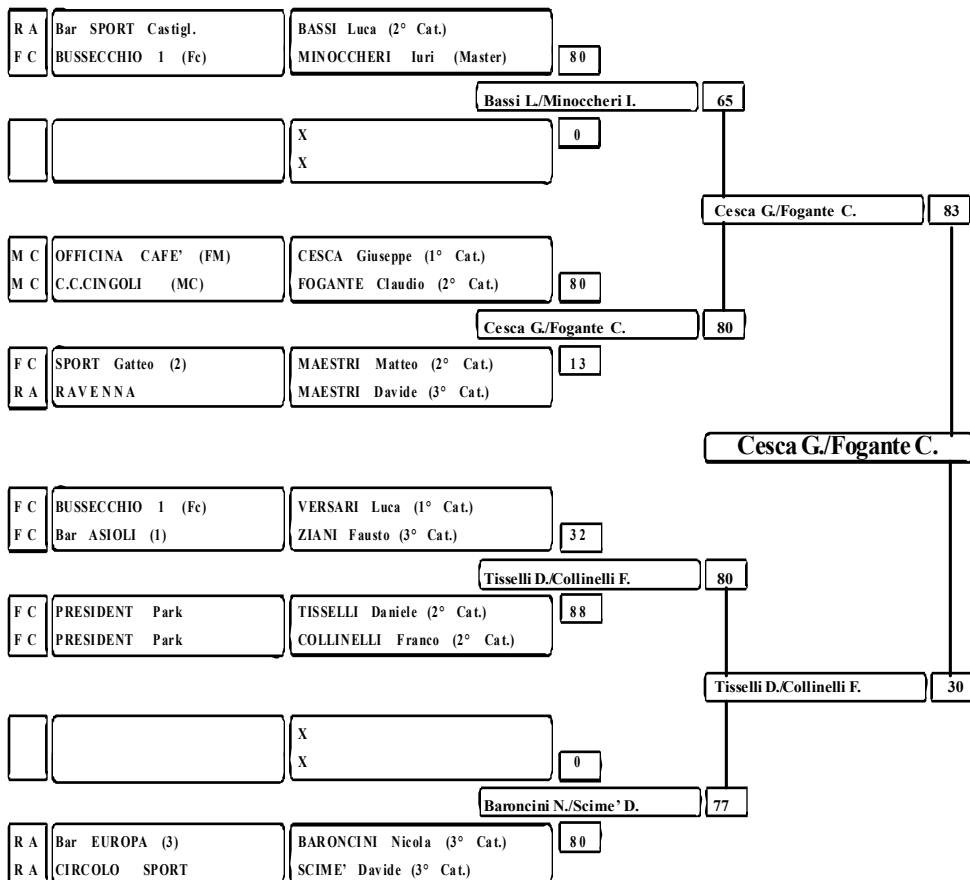 R A Bar SPORT Castigl. BASSI Luca (2° Cat.)
F C BUSSECCHIO 1 (Fc) MINOCCHERI Iuri (Master) 80
Bassi L./Minoccheri I. 65
X 0
X
Cesca G./Fogante C. 83
M C OFFICINA CAFE' (FM) CESCA Giuseppe (1° Cat.)
M C C.C.CINGOLI (MC) FOGANTE Claudio (2° Cat.) 80
Cesca G./Fogante C. 80
F C SPORT Gatteo (2) MAESTRI Matteo (2° Cat.) 13
R A RAVENNA MAESTRI Davide (3° Cat.)
Cesca G./Fogante C.
F C BUSSECCHIO 1 (Fc) VERSARI Luca (1° Cat.)
F C Bar ASIOLI (1) ZIANI Fausto (3° Cat.) 32
Tisselli D./Collinelli F. 80
F C PRESIDENT Park TISSELLI Daniele (2° Cat.) 88
F C PRESIDENT Park COLLINELLI Franco (2° Cat.)
Tisselli D./Collinelli F. 30
X
X 0
Baroncini N./Scime' D. 77
R A Bar EUROPA (3) BARONCINI Nicola (3° Cat.) 80
R A CIRCOLO SPORT SCIME' Davide (3° Cat.)